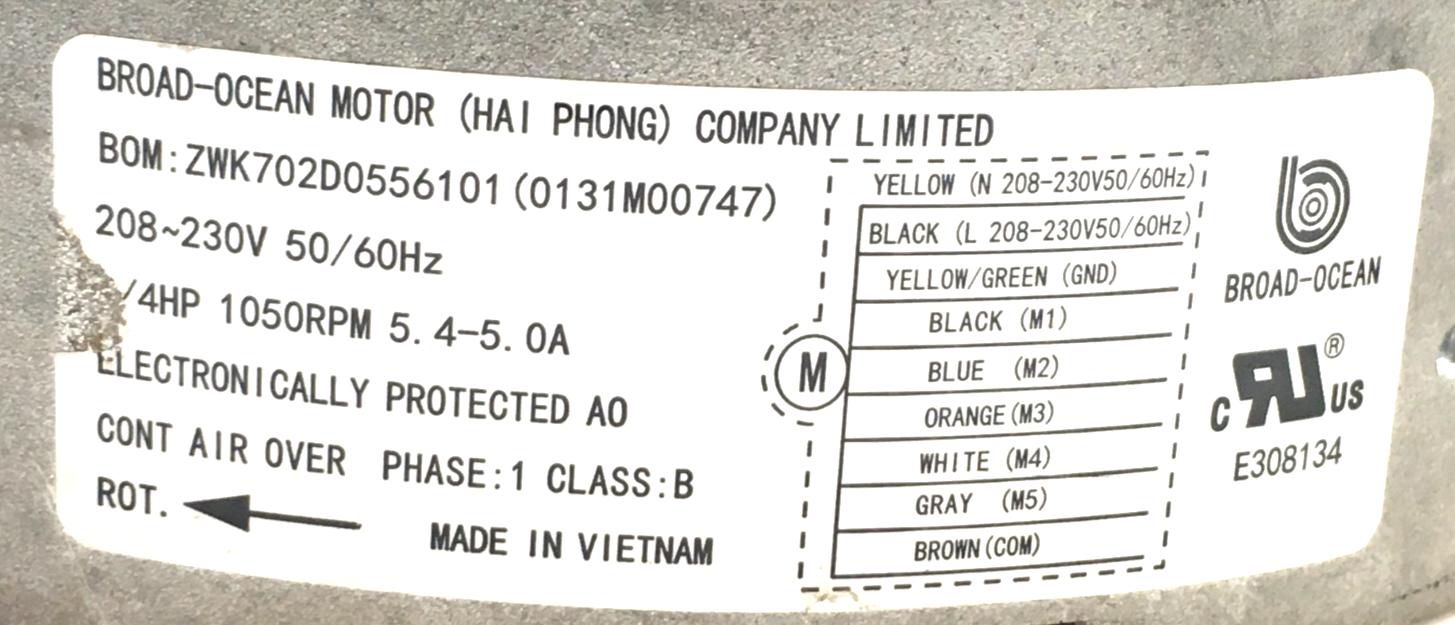 BROAD-OCEAN MOTOR (HAI PHONG) COMPANY LIMITED
BOM:ZWK702D0556101(0131M00747)
208~230V 50/60Hz
/4HP 1050RPM 5.4-5.0A
ELECTRONICALLY PROTECTED AO
CONT AIR OVER PHASE:1 CLASS:B
ROT.
MADE IN VIETNAM
M
YELLOW (N 208-230V50/60Hz)
BLACK (L 208-230V50/60Hz)
YELLOW/GREEN (GND)
BLACK (M1)
BLUE (M2)
ORANGE(M3)
WHITE (M4)
GRAY (M5)
BROWN(COM)
BROAD-OCEAN
C RU US ®
E308134